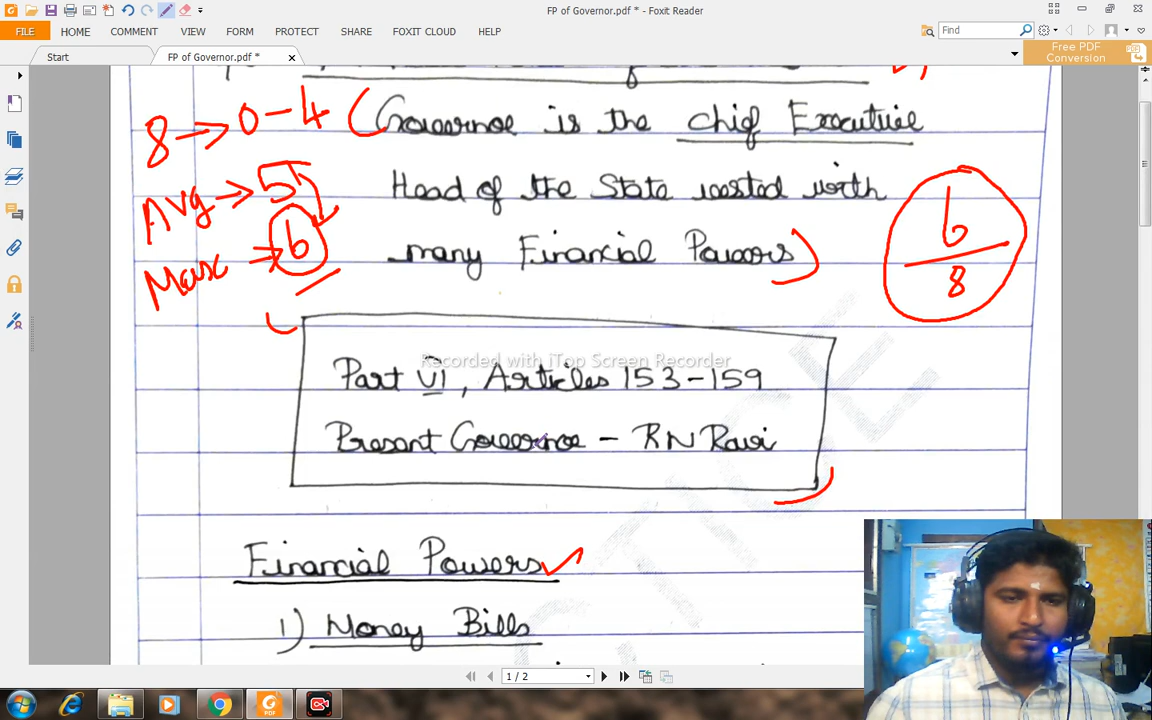 FP of Governor.pdf * - Foxit Reader
FILE HOME COMMENT VIEW FORM PROTECT SHARE FOXIT CLOUD HELP
Find
Start
FP of Governor.pdf *
Free PDF Conversion
8 → 0-4
Governor is the chief Executive
Avg → 5
Head of the State vested with
Max → 6
many Financial Powers
6/8
Recorded with iTop Screen Recorder
Part VI, Articles 153-159
Present Governor - RN Ravi
Financial Powers
1) Money Bills
1 / 2